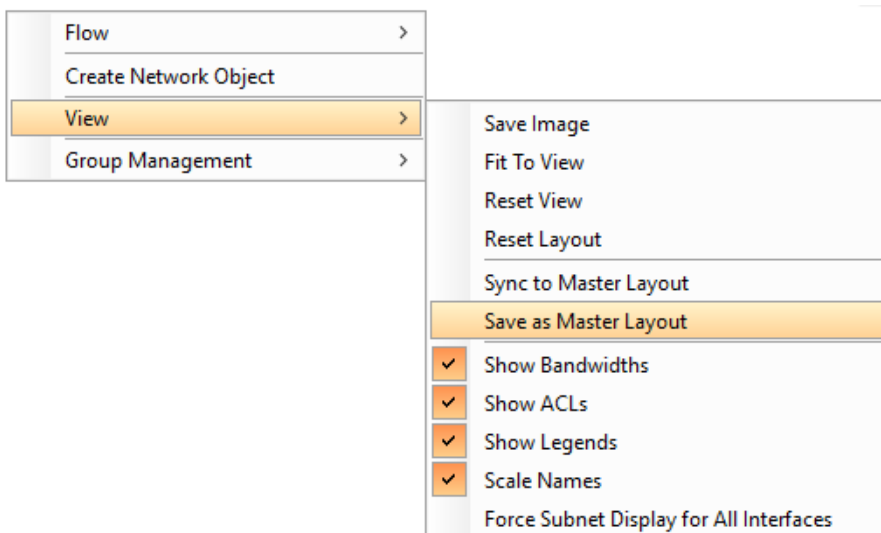 Flow
Create Network Object
View
Group Management
Save Image
Fit To View
Reset View
Reset Layout
Sync to Master Layout
Save as Master Layout
Show Bandwidths
Show ACLs
Show Legends
Scale Names
Force Subnet Display for All Interfaces